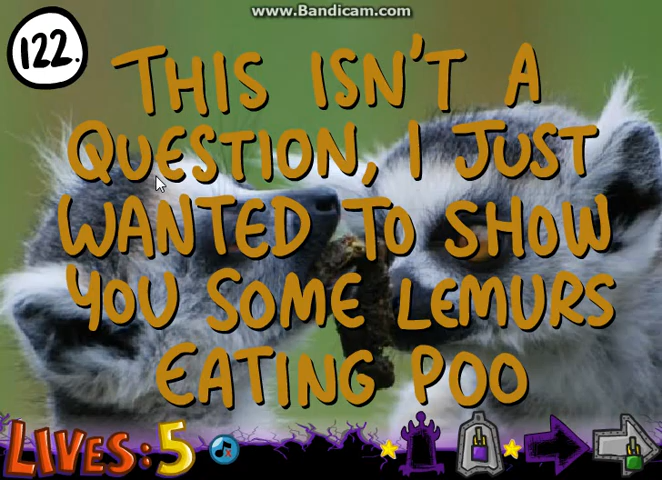 www.Bandicam.com
122.
THIS ISN'T A
QUESTION, I JUST
WANTED TO SHOW
YOU SOME LEMURS
EATING POO
LIVES: 5